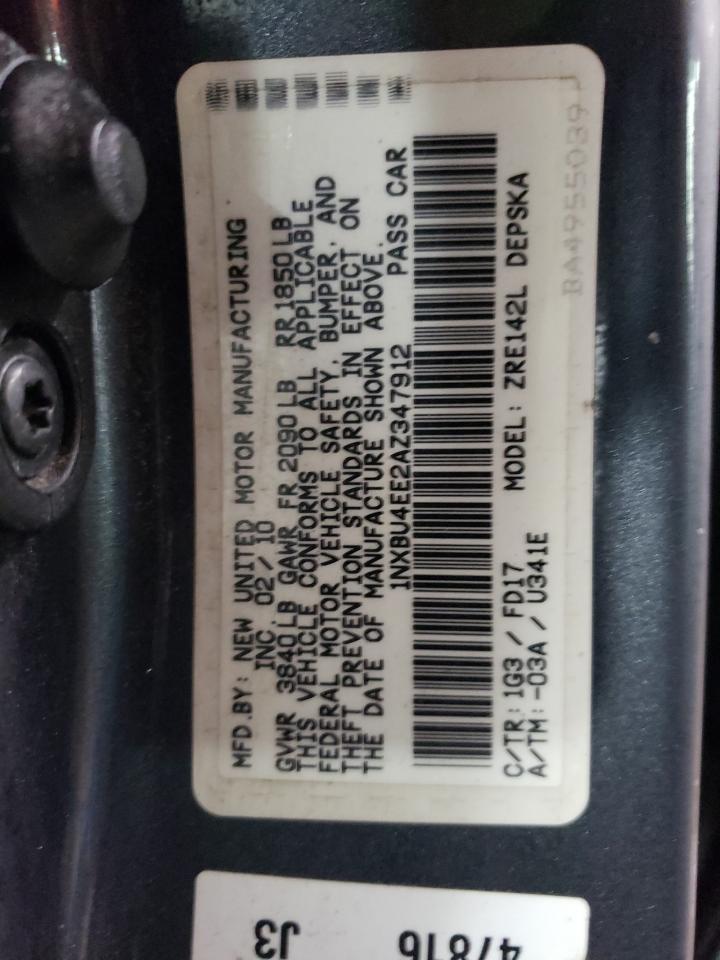 MFD.BY: NEW UNITED MOTOR MANUFACTURING
INC. 02/10
GVWR 3840LB GAWR FR 2090LB RR 1850LB
THIS VEHICLE CONFORMS TO ALL APPLICABLE
FEDERAL MOTOR VEHICLE SAFETY, BUMPER, AND
THEFT PREVENTION STANDARDS IN EFFECT ON
THE DATE OF MANUFACTURE SHOWN ABOVE.
1NXBU4EE2AZ347912 PASS CAR
MODEL: ZRE142L DEPSKA
C/TR: 1G3 / FD17
A/TM: -03A / U341E
BA4955039
J3
47816